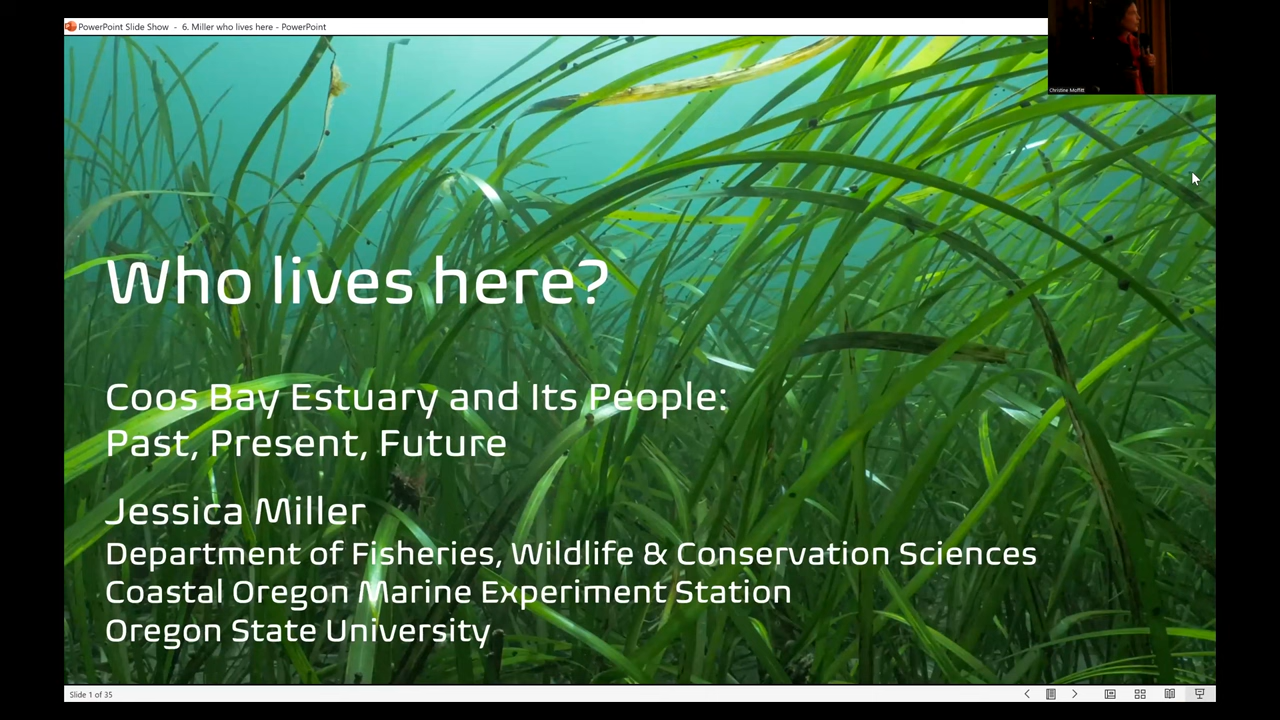 PowerPoint Slide Show - 6. Miller who lives here - PowerPoint
Christine Moffitt
Who lives here?
Coos Bay Estuary and Its People:
Past, Present, Future
Jessica Miller
Department of Fisheries, Wildlife & Conservation Sciences
Coastal Oregon Marine Experiment Station
Oregon State University
Slide 1 of 35